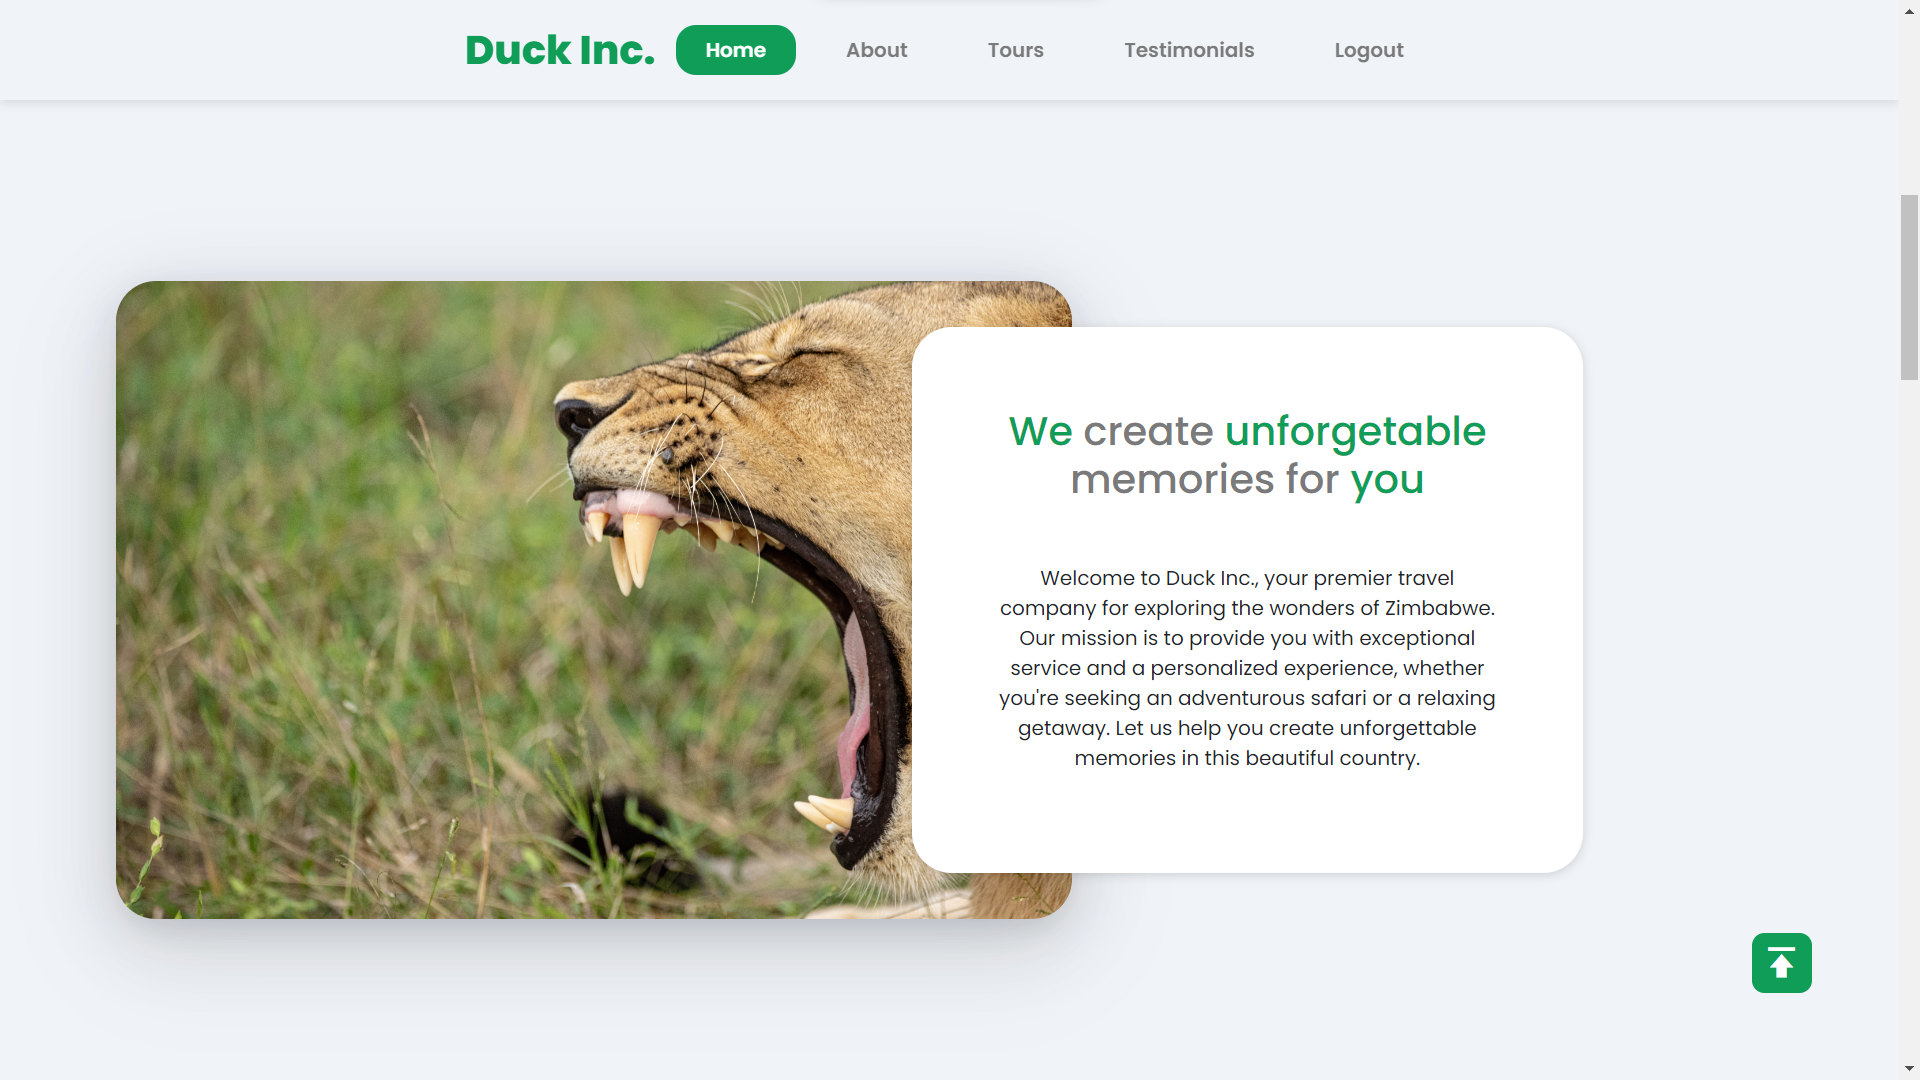 Duck Inc.
Home
About
Tours
Testimonials
Logout
We create unforgetable
memories for you
Welcome to Duck Inc., your premier travel
company for exploring the wonders of Zimbabwe.
Our mission is to provide you with exceptional
service and a personalized experience, whether
you're seeking an adventurous safari or a relaxing
getaway. Let us help you create unforgettable
memories in this beautiful country.